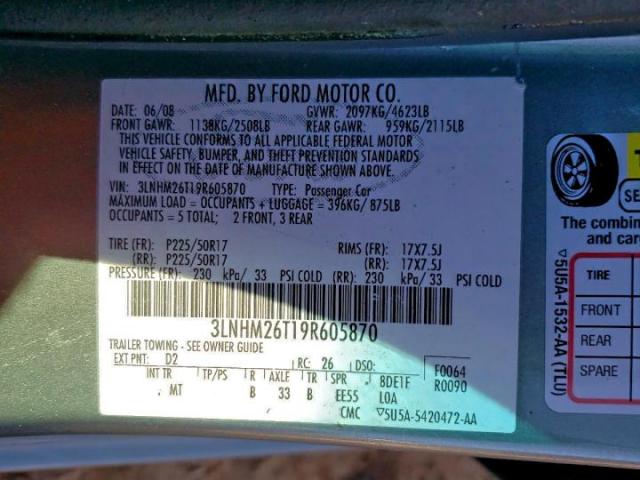 MFD. BY FORD MOTOR CO.
DATE: 06/08 GVWR: 2097KG/4623LB
FRONT GAWR: 1138KG/2508LB REAR GAWR: 959KG/2115LB
THIS VEHICLE CONFORMS TO ALL APPLICABLE FEDERAL MOTOR
VEHICLE SAFETY, BUMPER, AND THEFT PREVENTION STANDARDS
IN EFFECT ON THE DATE OF MANUFACTURE SHOWN ABOVE.
VIN: 3LNHM26T19R605870 TYPE: Passenger Car
MAXIMUM LOAD = OCCUPANTS + LUGGAGE = 396KG/ 875LB
OCCUPANTS = 5 TOTAL; 2 FRONT, 3 REAR
TIRE (FR): P225/50R17 RIMS (FR): 17X7.5J
(RR): P225/50R17 (RR): 17X7.5J
PRESSURE (FR): 230 kPa/ 33 PSI COLD (RR): 230 kPa/ 33 PSI COLD
3LNHM26T19R605870
TRAILER TOWING - SEE OWNER GUIDE
EXT PNT: D2 RC: 26 DSO: F0064
INT TR TP/PS R AXLE TR SPR 8DE1F R0090
MT B 33 B EE55 L0A
CMC ▽5U5A-5420472-AA
▽5U5A-1532-AA (TLU)
T
SE
The combin
and car
TIRE
FRONT
REAR
SPARE